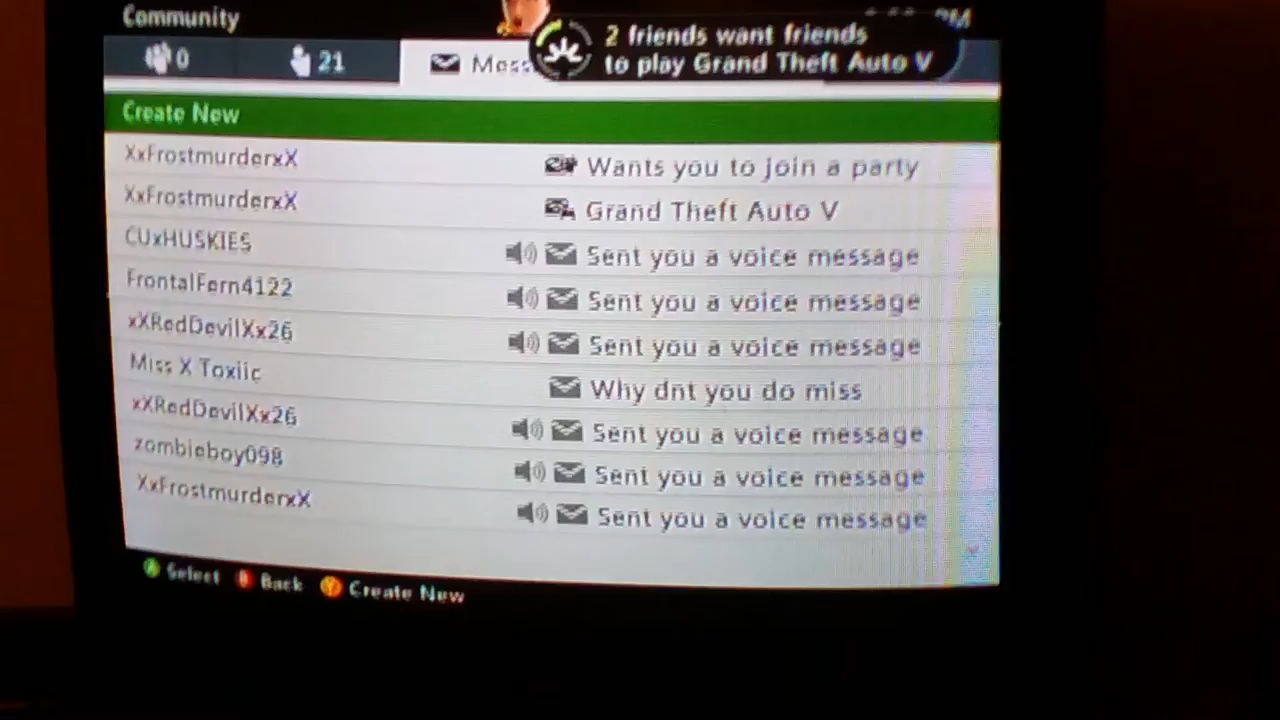 Community
2 friends want friends
to play Grand Theft Auto V
0
21
Create New
XxFrostmurderxX Wants you to join a party
XxFrostmurderxX Grand Theft Auto V
CUxHUSKIES Sent you a voice message
FrontalFern4122 Sent you a voice message
xXRedDevilXx26 Sent you a voice message
Miss X Toxiic Why dnt you do miss
xXRedDevilXx26 Sent you a voice message
zombieboy098 Sent you a voice message
XxFrostmurderxX Sent you a voice message
A Select B Back Y Create New